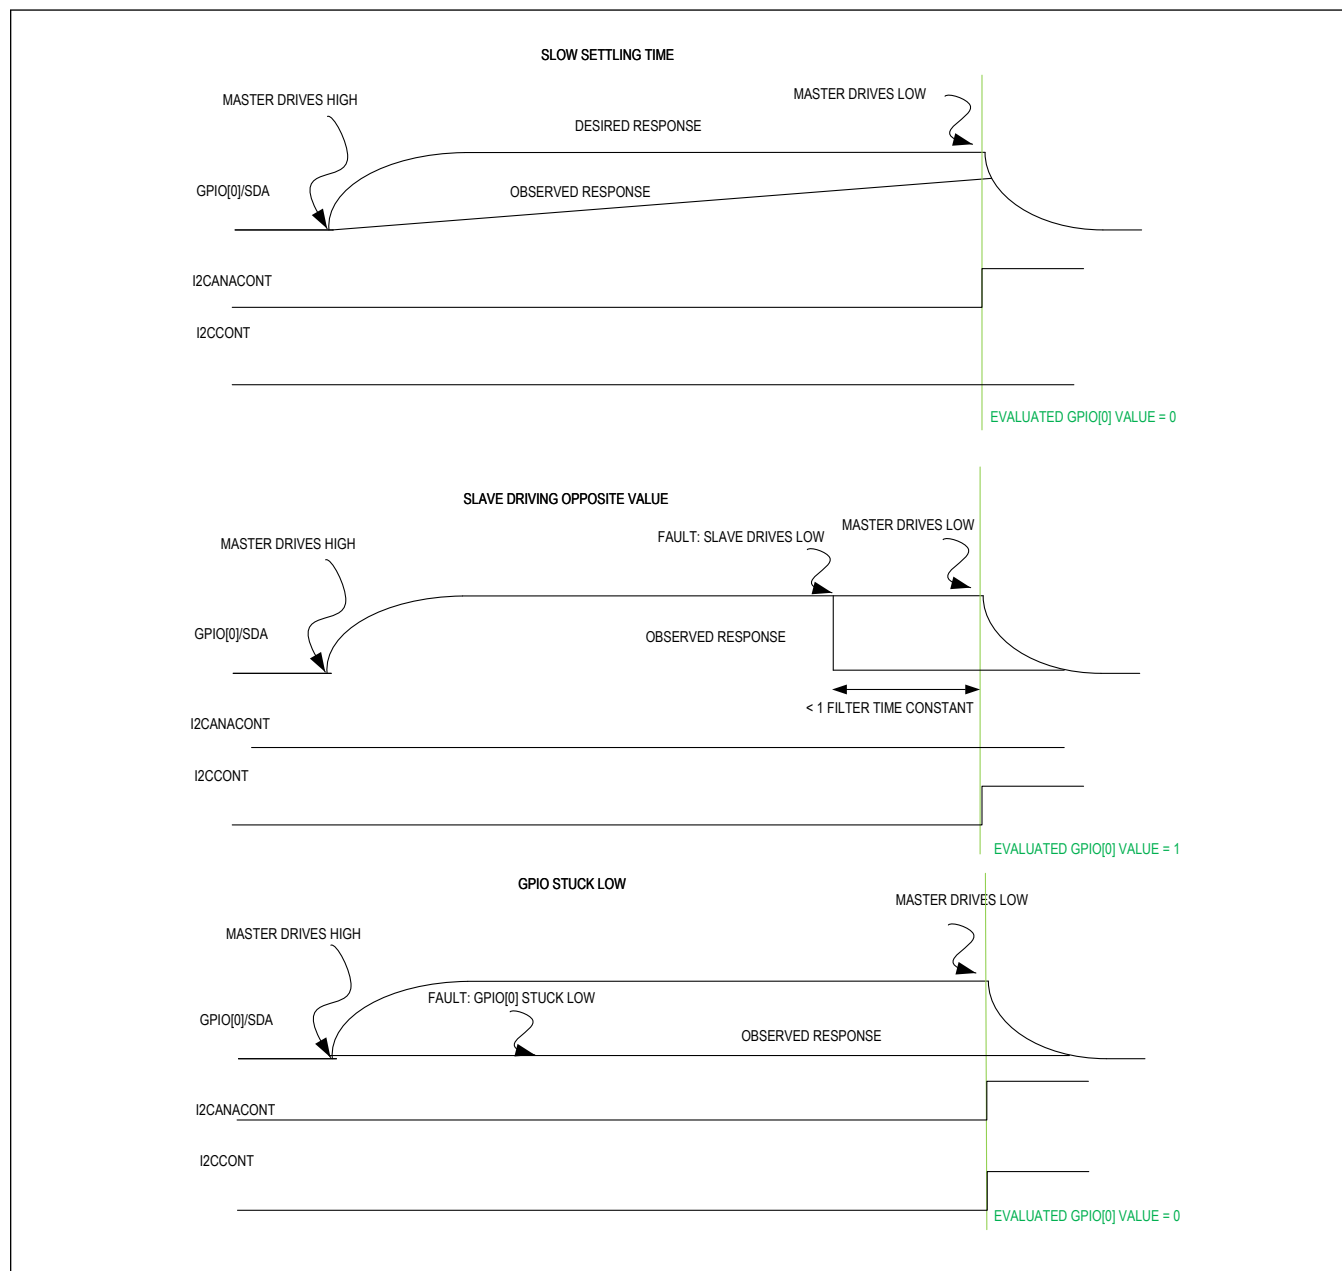 SLOW SETTLING TIME
MASTER DRIVES HIGH
MASTER DRIVES LOW
DESIRED RESPONSE
GPIO[0]/SDA
OBSERVED RESPONSE
I2CANACONT
I2CCONT
EVALUATED GPIO[0] VALUE = 0
SLAVE DRIVING OPPOSITE VALUE
MASTER DRIVES HIGH
FAULT: SLAVE DRIVES LOW
MASTER DRIVES LOW
GPIO[0]/SDA
OBSERVED RESPONSE
< 1 FILTER TIME CONSTANT
I2CANACONT
I2CCONT
EVALUATED GPIO[0] VALUE = 1
GPIO STUCK LOW
MASTER DRIVES LOW
MASTER DRIVES HIGH
FAULT: GPIO[0] STUCK LOW
GPIO[0]/SDA
OBSERVED RESPONSE
I2CANACONT
I2CCONT
EVALUATED GPIO[0] VALUE = 0